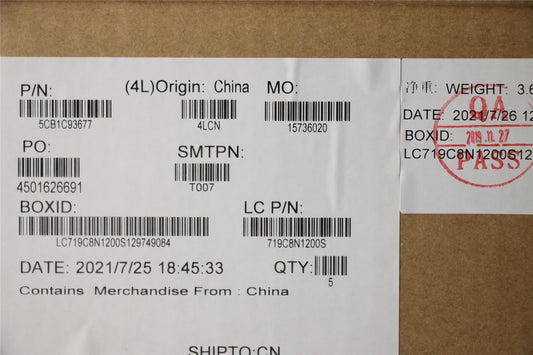 P/N:
5CB1C93677
(4L)Origin: China
4LCN
MO:
15736020
PO:
4501626691
SMTPN:
T007
BOXID:
LC719C8N1200S129749084
LC P/N:
719C8N1200S
DATE: 2021/7/25 18:45:33
QTY:
5
Contains Merchandise From : China
SHIPTO:CN
净重: WEIGHT: 3.6
DATE: 2021/7/26 12
BOXID:
LC719C8N1200S12
QA
27
PASS